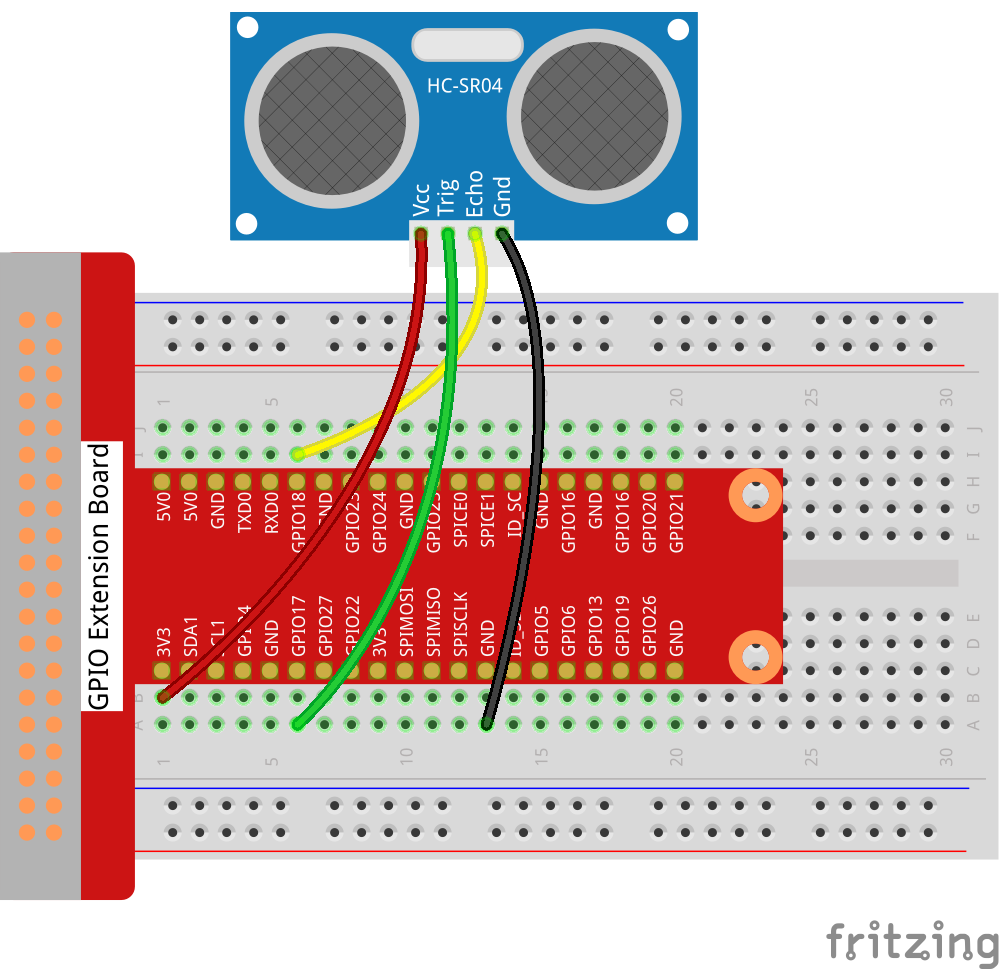 HC-SR04
Vcc
Trig
Echo
Gnd
GPIO Extension Board
1
5
15
20
25
30
J
I
J
I
H
G
F
5V0
5V0
GND
TXD0
RXD0
GPIO18
GND
GPIO23
GPIO24
GND
GPIO25
SPICE0
SPICE1
ID_SC
GND
GPIO16
GND
GPIO16
GPIO20
GPIO21
3V3
SDA1
GPIO17
GPIO27
GPIO22
3V3
SPIMOSI
SPIMISO
SPISCLK
GND
GPIO5
GPIO6
GPIO13
GPIO19
GPIO26
GND
GND
E
D
C
B
A
B
A
1
5
10
15
20
25
30
fritzing